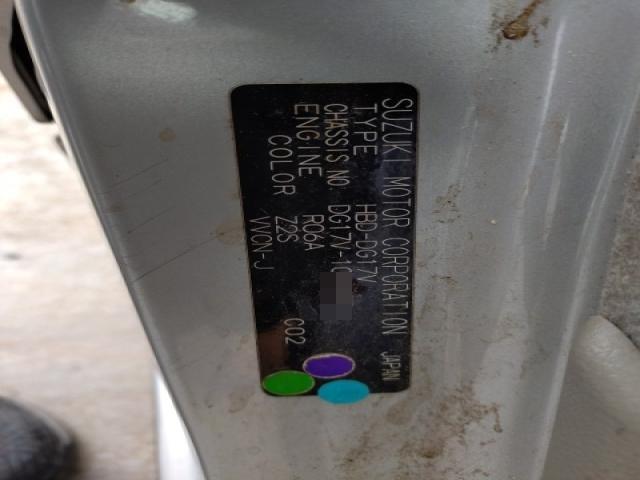 SUZUKI MOTOR CORPORATION JAPAN
TYPE HBD-DG17V
CHASSIS NO. DG17V-10
ENGINE R06A
COLOR Z2S C02
VVCN-J